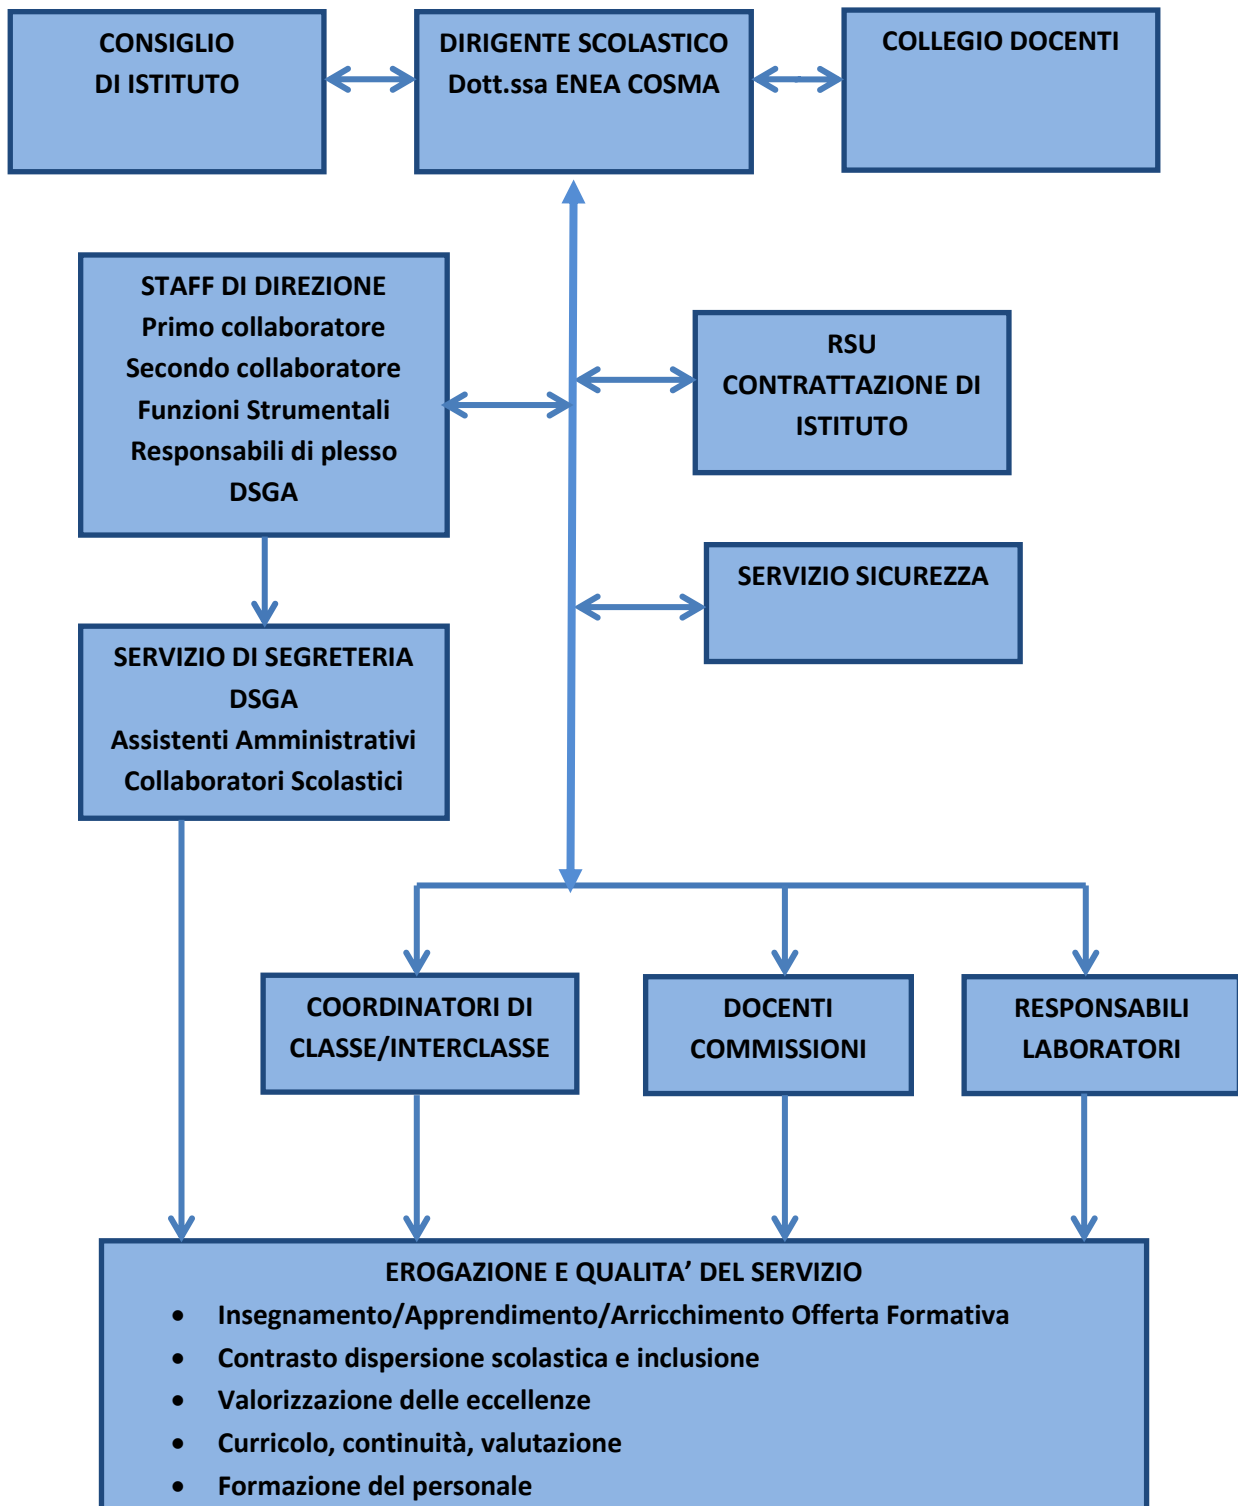 CONSIGLIO
DI ISTITUTO
DIRIGENTE SCOLASTICO
Dott.ssa ENEA COSMA
COLLEGIO DOCENTI
STAFF DI DIREZIONE
Primo collaboratore
Secondo collaboratore
Funzioni Strumentali
Responsabili di plesso
DSGA
RSU
CONTRATTAZIONE DI
ISTITUTO
SERVIZIO SICUREZZA
SERVIZIO DI SEGRETERIA
DSGA
Assistenti Amministrativi
Collaboratori Scolastici
COORDINATORI DI
CLASSE/INTERCLASSE
DOCENTI
COMMISSIONI
RESPONSABILI
LABORATORI
EROGAZIONE E QUALITA’ DEL SERVIZIO
• Insegnamento/Apprendimento/Arricchimento Offerta Formativa
• Contrasto dispersione scolastica e inclusione
• Valorizzazione delle eccellenze
• Curricolo, continuità, valutazione
• Formazione del personale